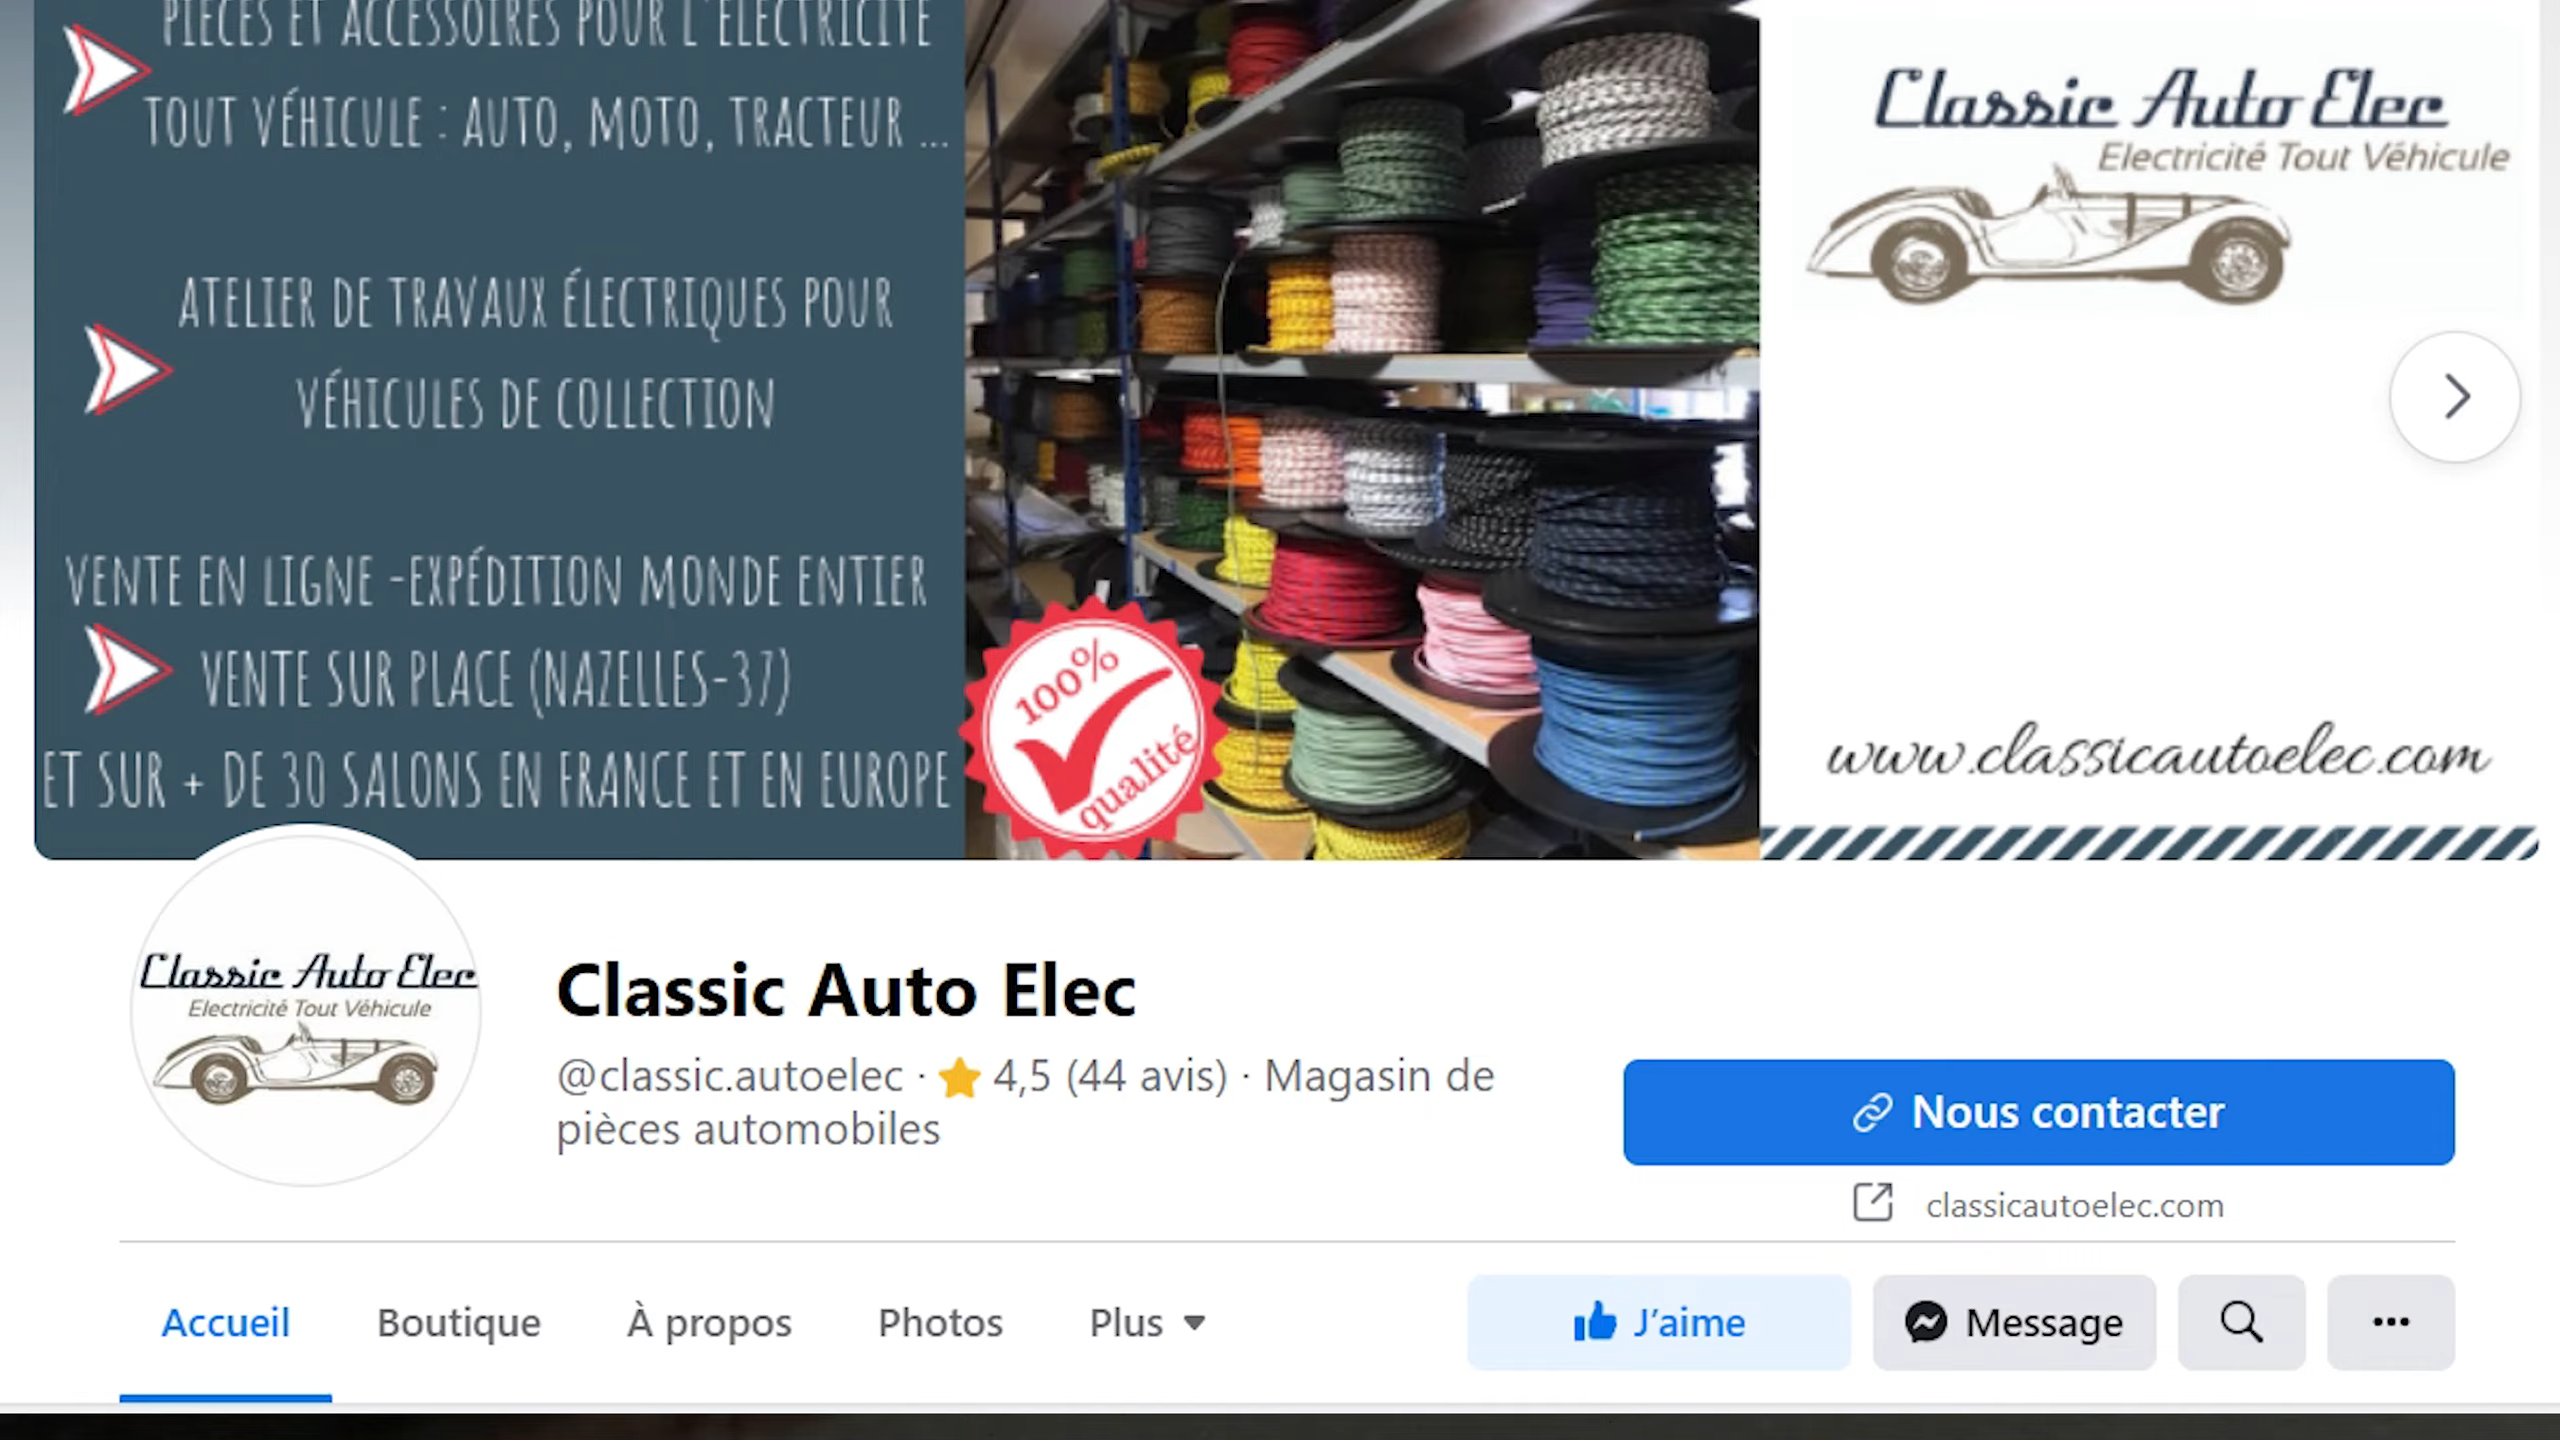 PIÈCES ET ACCESSOIRES POUR L'ÉLECTRICITÉ
TOUT VÉHICULE : AUTO, MOTO, TRACTEUR ...
ATELIER DE TRAVAUX ÉLECTRIQUES POUR
VÉHICULES DE COLLECTION
VENTE EN LIGNE -EXPÉDITION MONDE ENTIER
VENTE SUR PLACE (NAZELLES-37)
ET SUR + DE 30 SALONS EN FRANCE ET EN EUROPE
100%
qualité
Classic Auto Elec
Electricité Tout Véhicule
www.classicautoelec.com
Classic Auto Elec
Electricité Tout Véhicule
Classic Auto Elec
@classic.autoelec · 4,5 (44 avis) · Magasin de
pièces automobiles
Nous contacter
classicautoelec.com
Accueil Boutique À propos Photos Plus J’aime Message